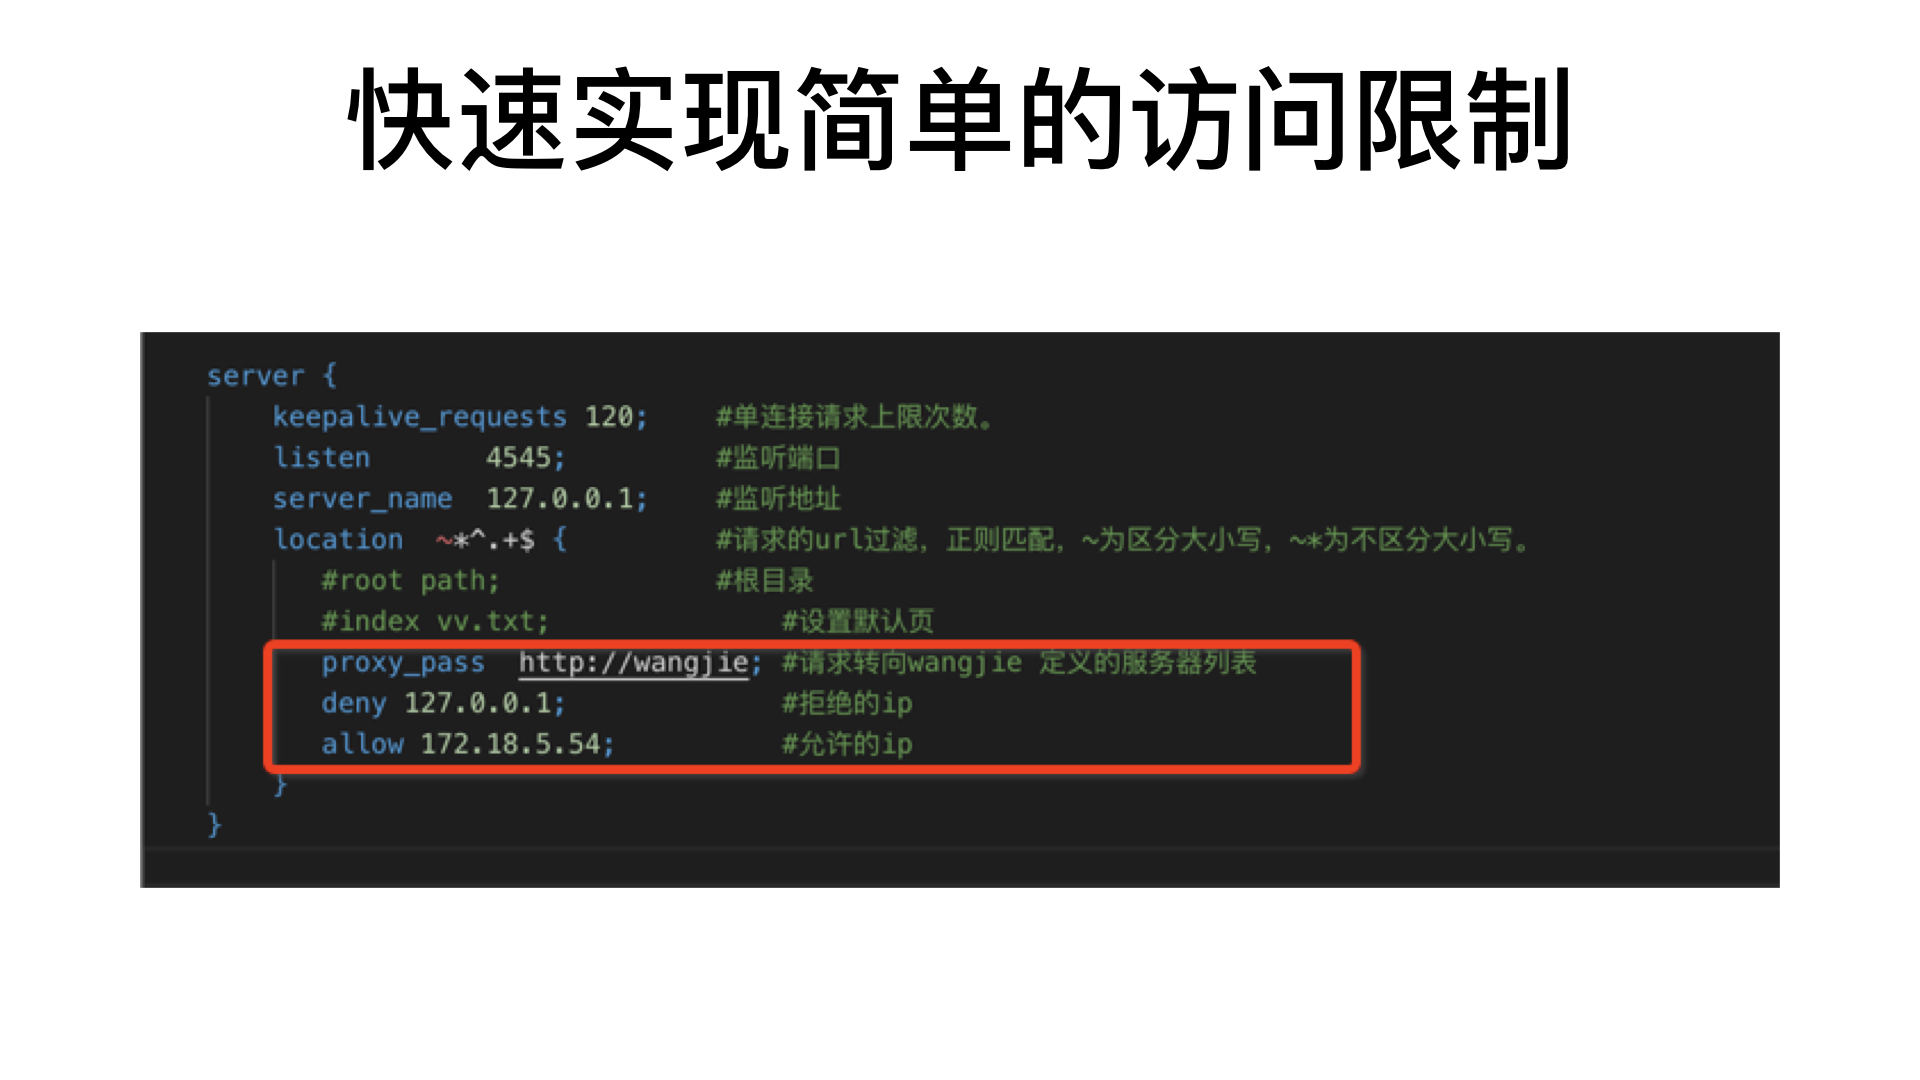 快速实现简单的访问限制
server {
keepalive_requests 120; #单连接请求上限次数。
listen 4545; #监听端口
server_name 127.0.0.1; #监听地址
location ~*^.+$ { #请求的url过滤，正则匹配，~为区分大小写，~*为不区分大小写。
#root path; #根目录
#index vv.txt; #设置默认页
proxy_pass http://wangjie; #请求转向wangjie 定义的服务器列表
deny 127.0.0.1; #拒绝的ip
allow 172.18.5.54; #允许的ip
}
}